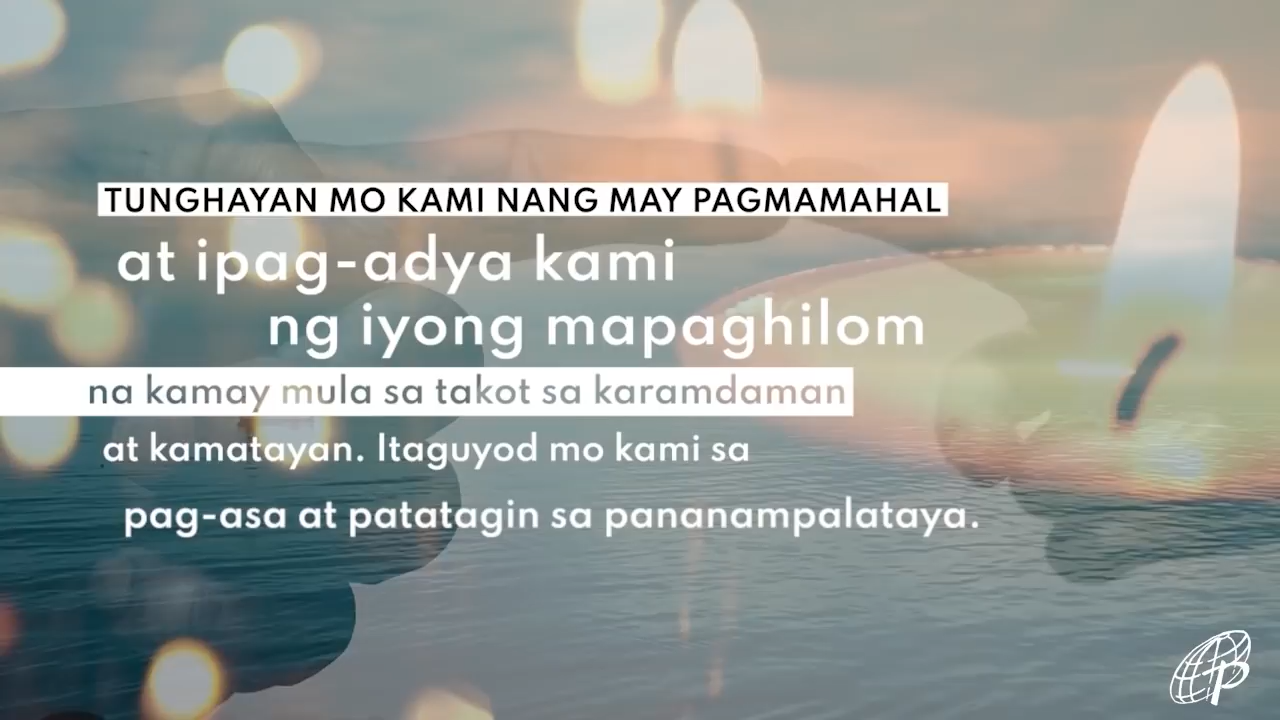 TUNGHAYAN MO KAMI NANG MAY PAGMAMAHAL
at ipag-adya kami
ng iyong mapaghilom
na kamay mula sa takot sa karamdaman
at kamatayan. Itaguyod mo kami sa
pag-asa at patatagin sa pananampalataya.